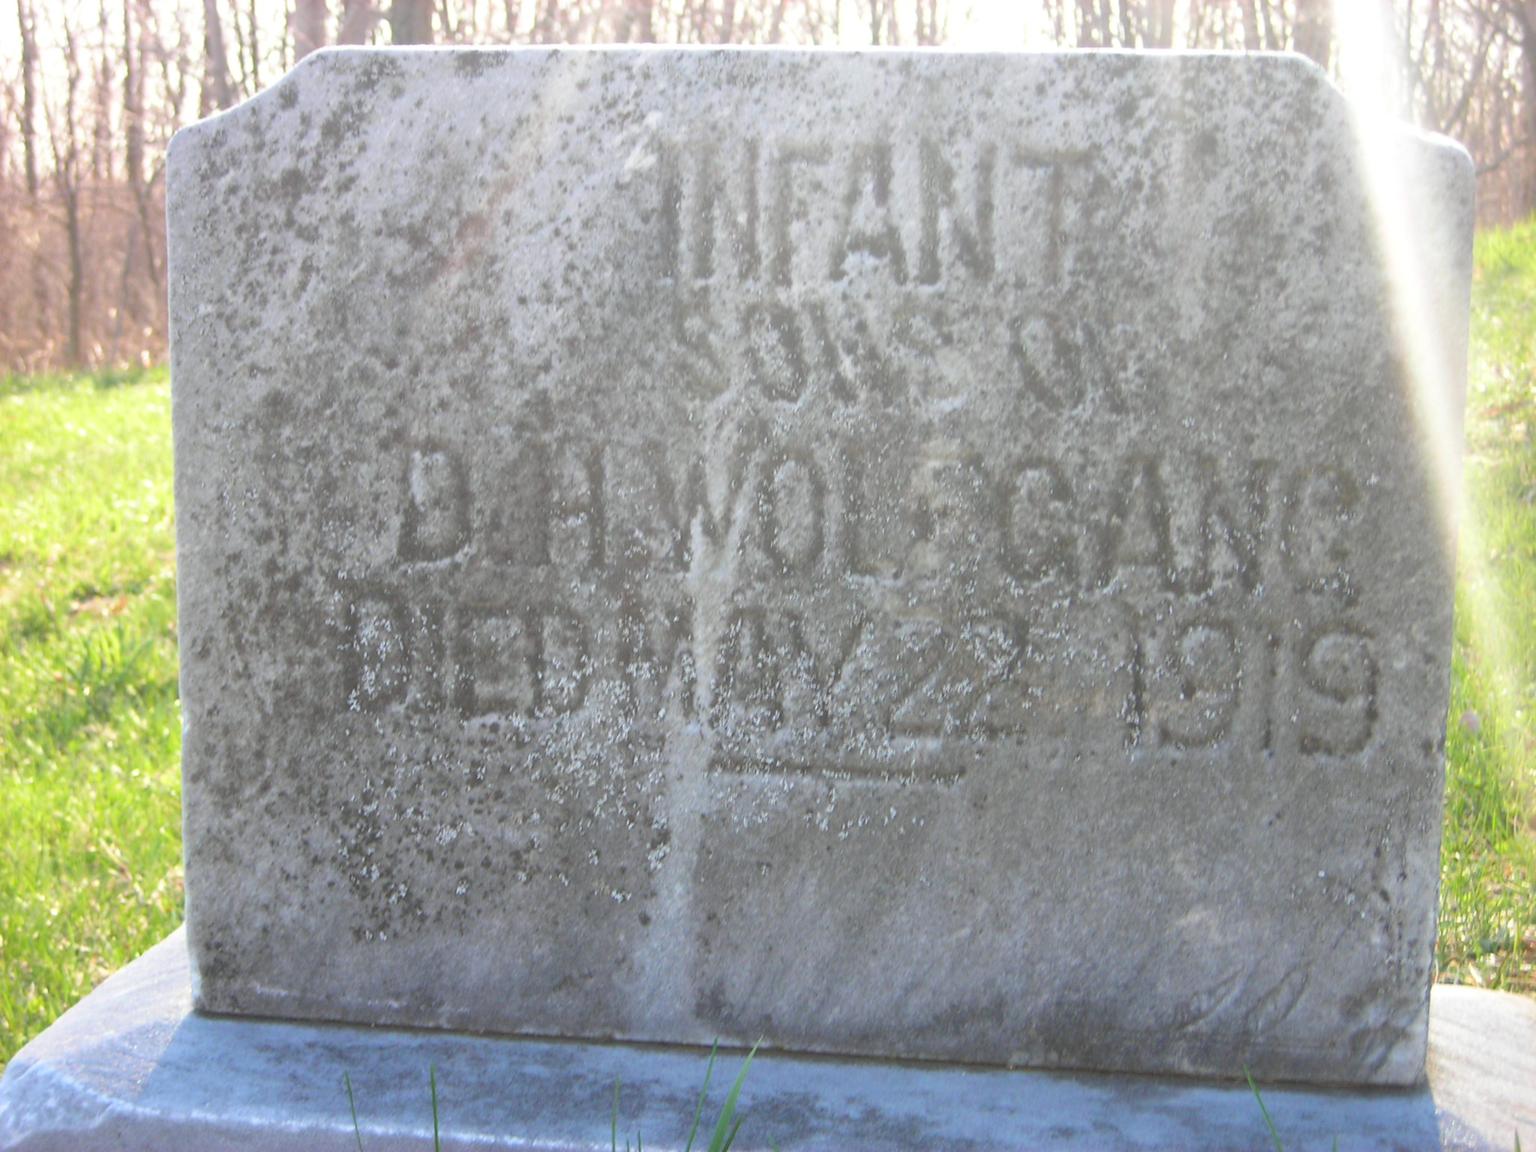 INFANT
SONS OF
D. H. WOLFGANG
DIED MAY 22 1919